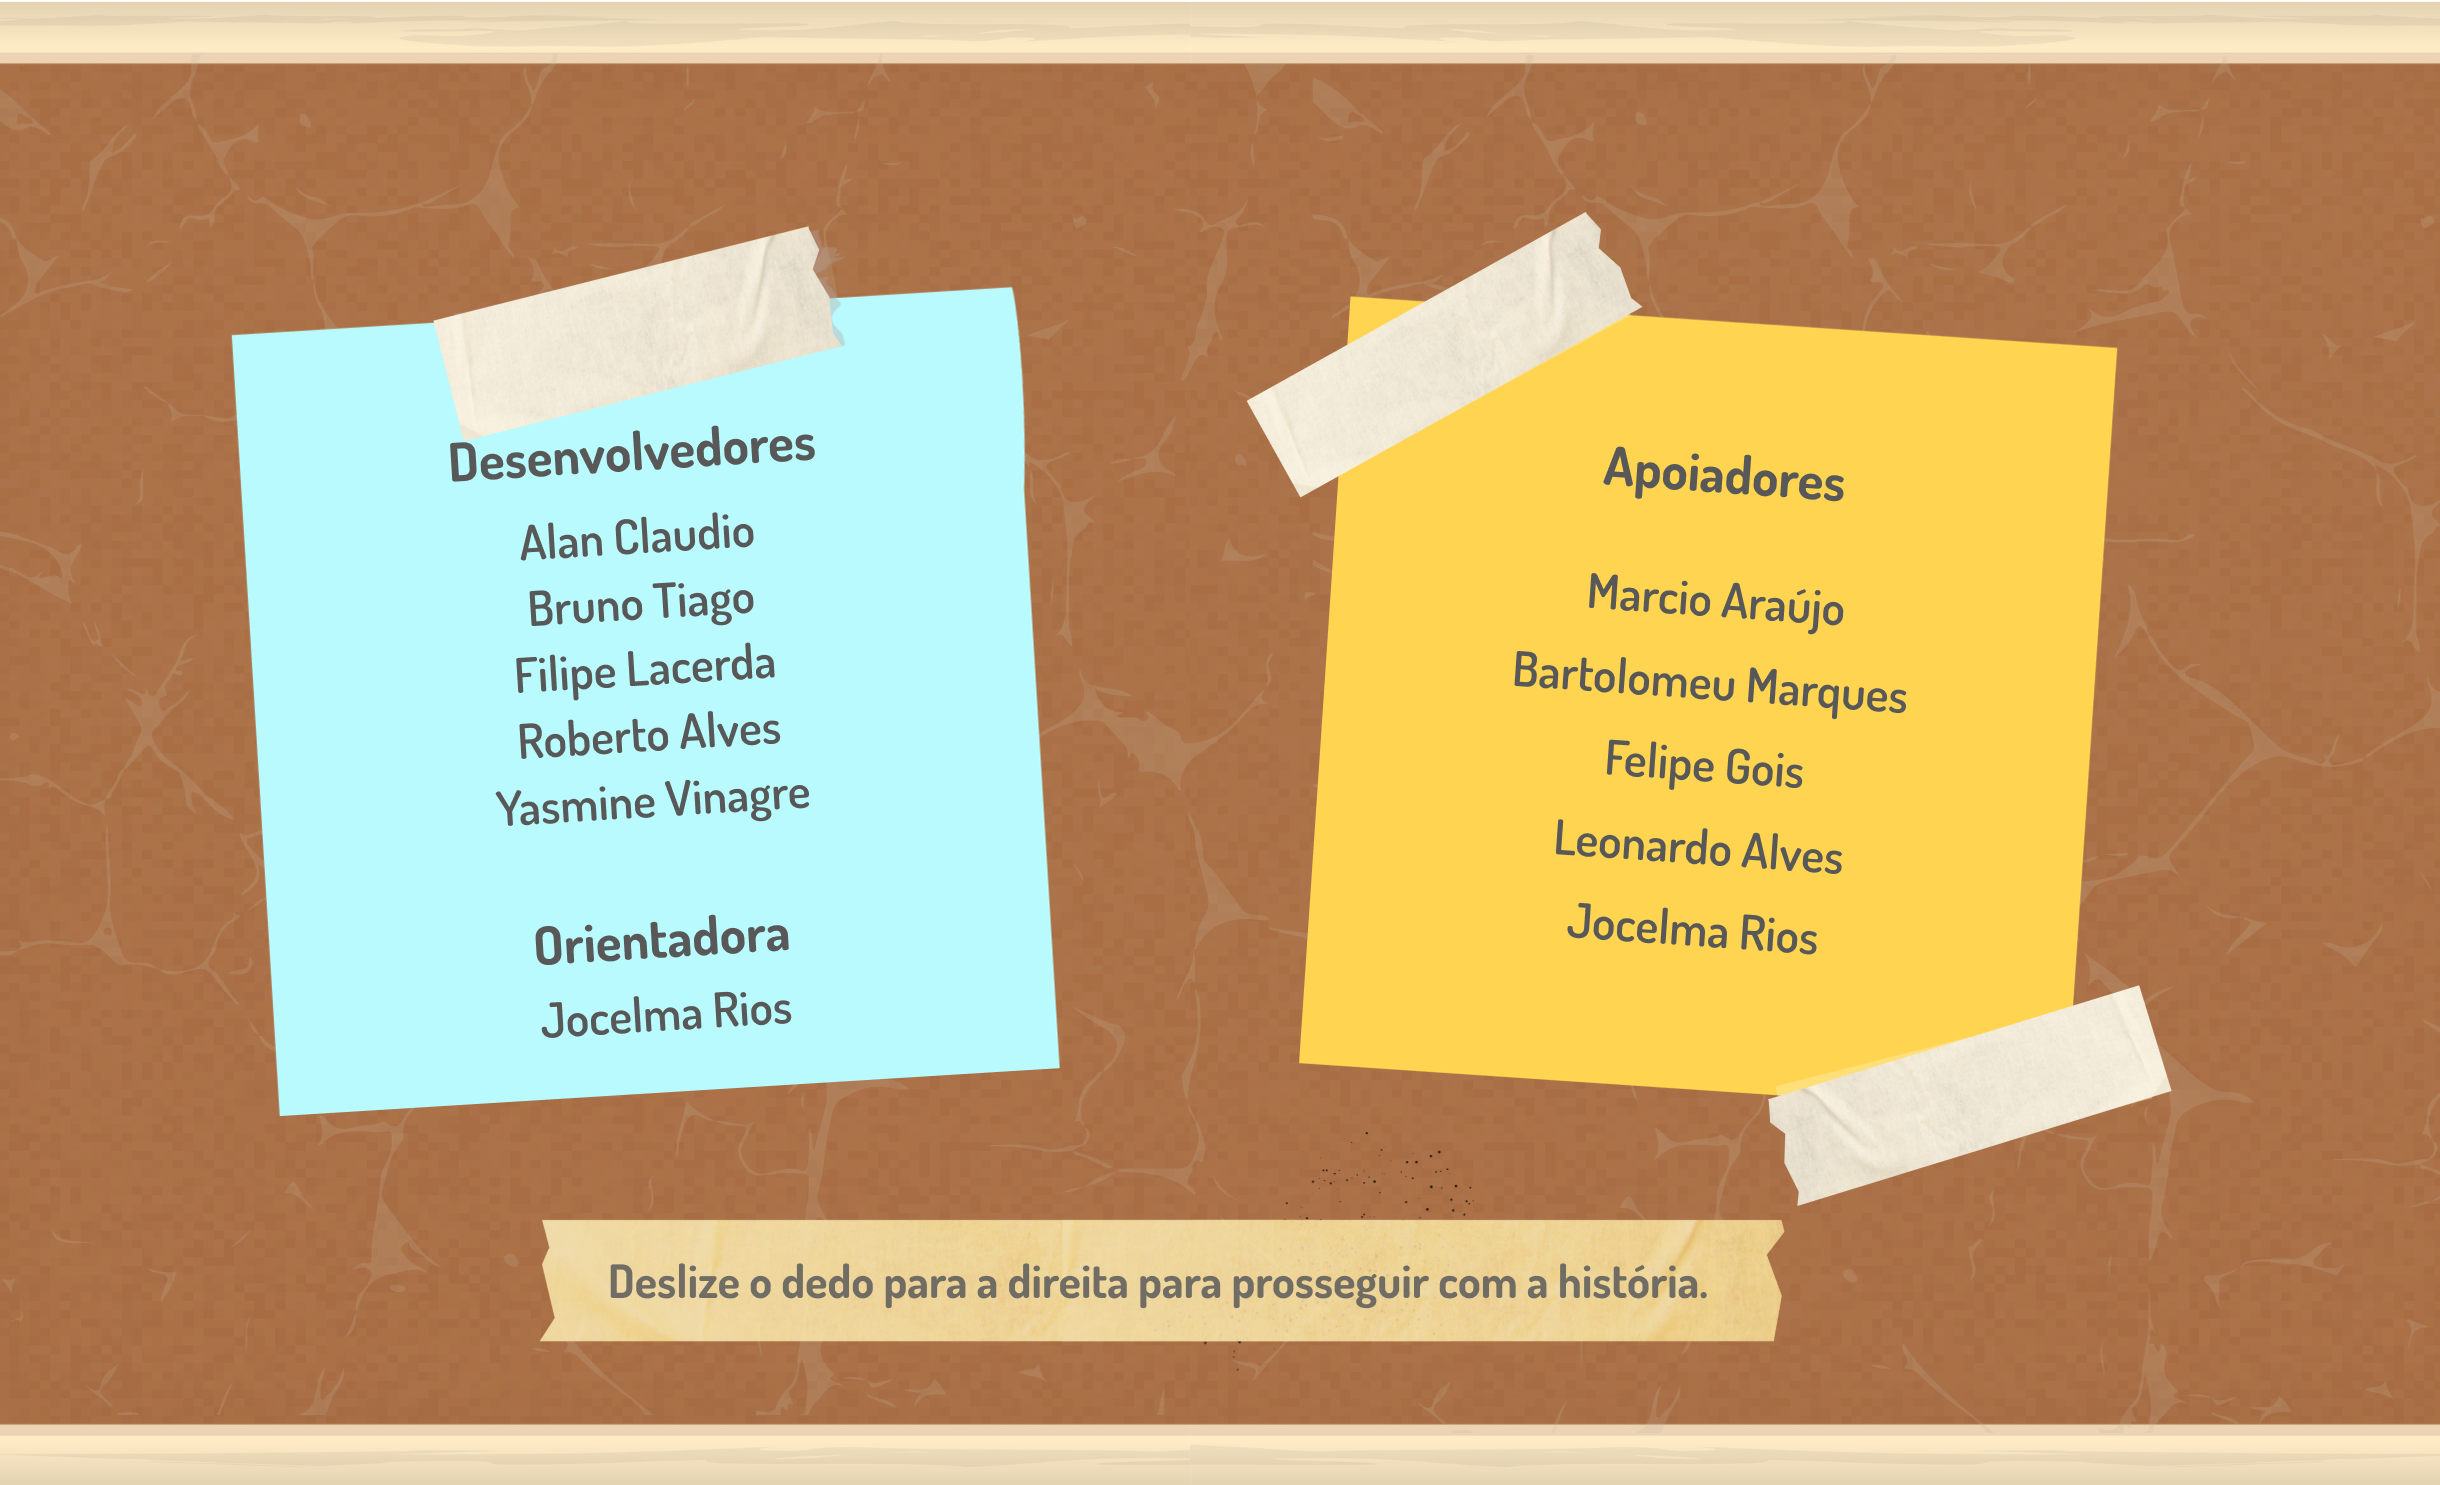 Desenvolvedores
Alan Claudio
Bruno Tiago
Filipe Lacerda
Roberto Alves
Yasmine Vinagre
Orientadora
Jocelma Rios
Apoiadores
Marcio Araújo
Bartolomeu Marques
Felipe Gois
Leonardo Alves
Jocelma Rios
Deslize o dedo para a direita para prosseguir com a história.